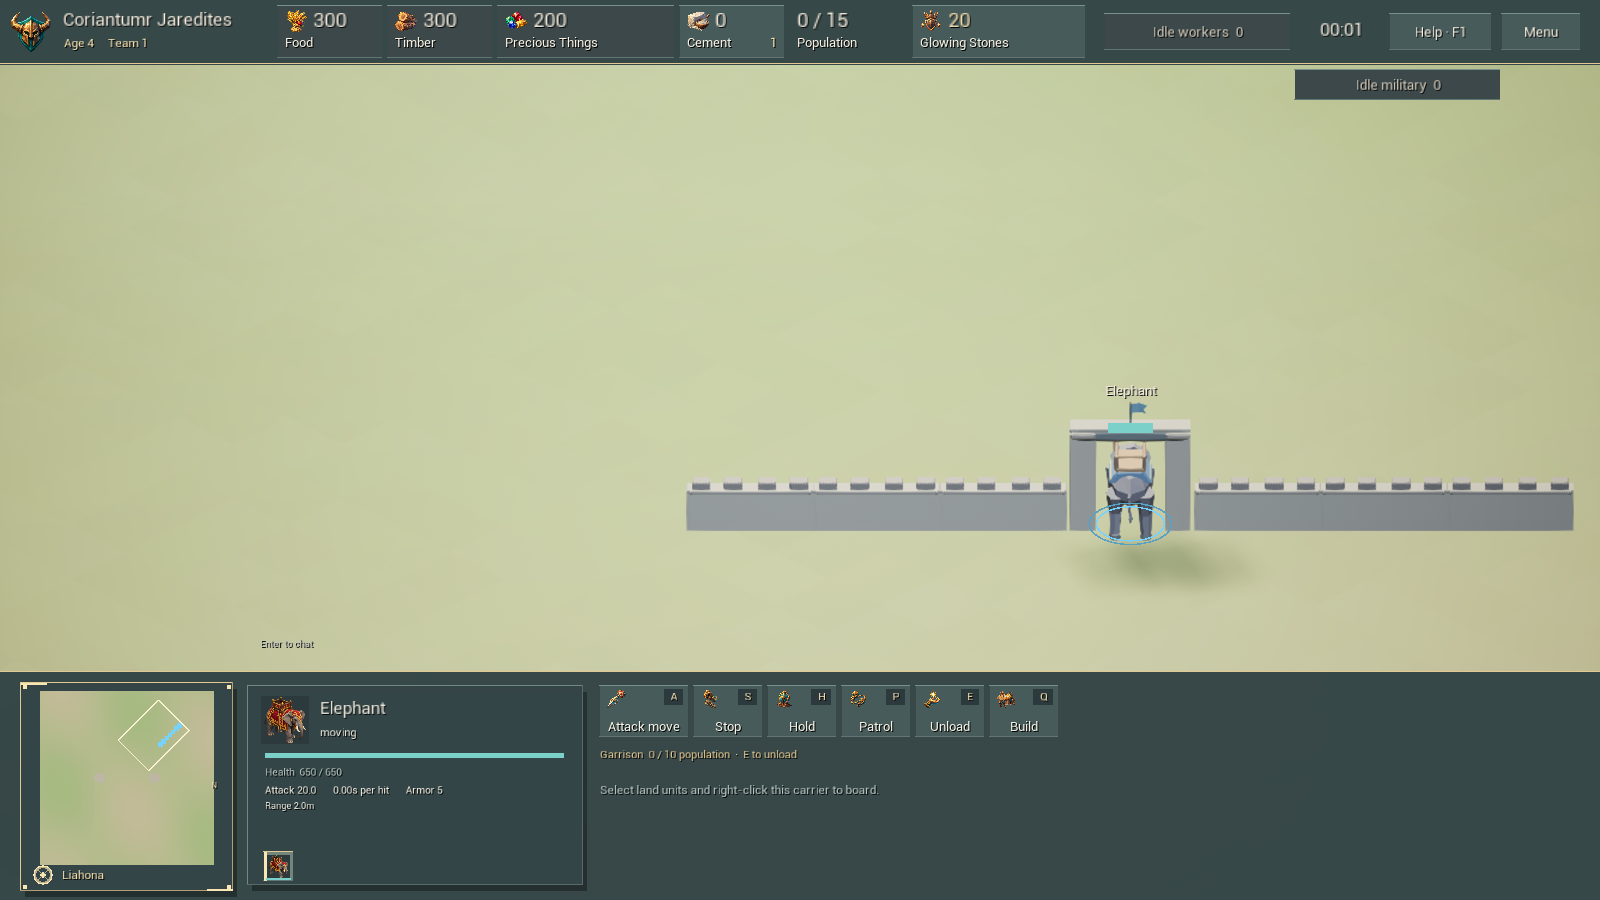 Coriantumr Jaredites
Age 4 Team 1
300
Food
300
Timber
200
Precious Things
0
Cement 1
0 / 15
Population
20
Glowing Stones
Idle workers 0
00:01
Help · F1
Menu
Idle military 0
Elephant
Enter to chat
N
Liahona
Elephant
moving
Health 650 / 650
Attack 20.0 0.00s per hit Armor 5
Range 2.0m
A
Attack move
S
Stop
H
Hold
P
Patrol
E
Unload
Q
Build
Garrison 0 / 10 population · E to unload
Select land units and right-click this carrier to board.